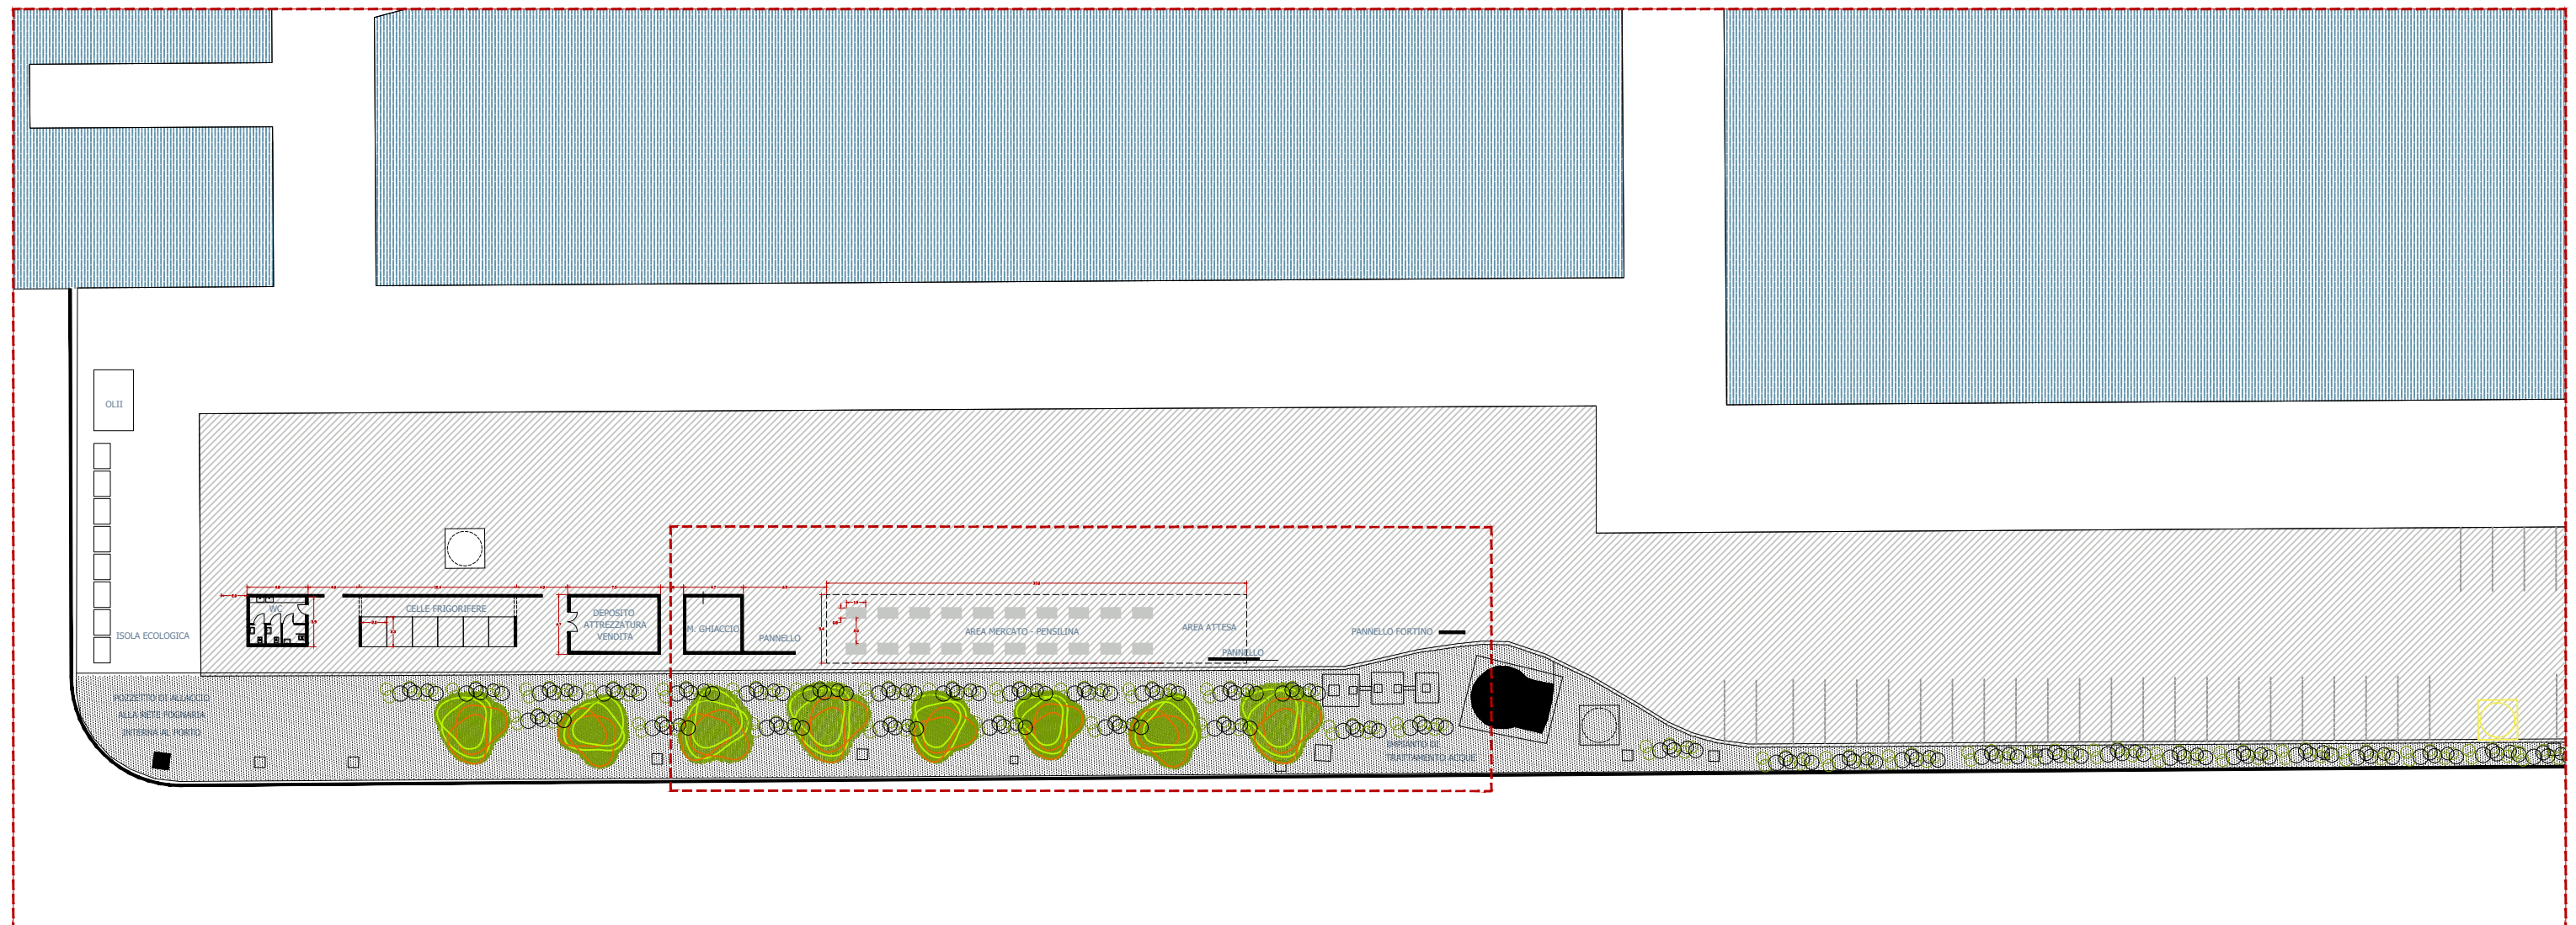 OLII
ISOLA ECOLOGICA
WC
CELLE FRIGORIFERE
DEPOSITO
ATTREZZATURA
VENDITA
M. GHIACCIO
PANNELLO
AREA MERCATO - PENSILINA
AREA ATTESA
PANNELLO
PANNELLO FORTINO
POZZETTO DI ALLACCIO
ALLA RETE FOGNARIA
INTERNA AL PORTO
IMPIANTO DI
TRATTAMENTO ACQUE